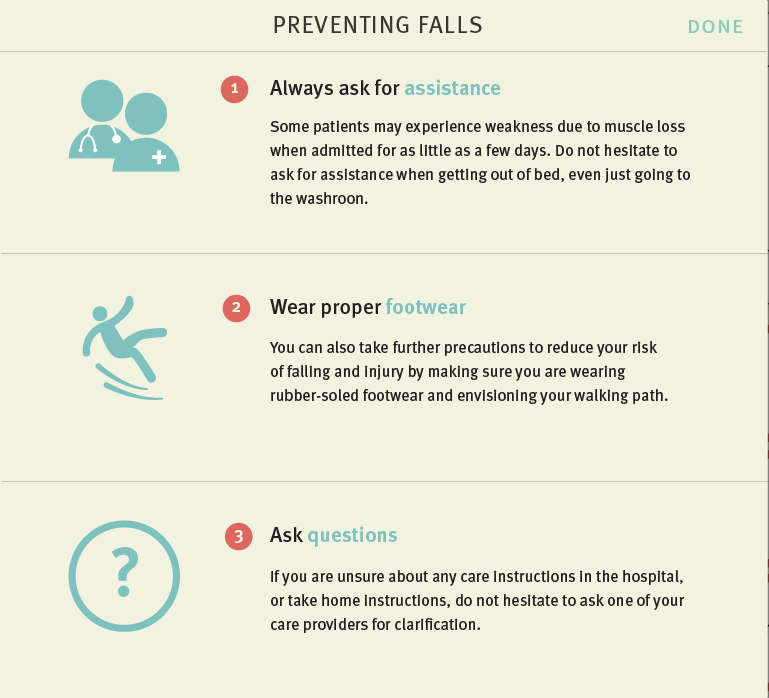 PREVENTING FALLS
DONE
1
Always ask for assistance
Some patients may experience weakness due to muscle loss
when admitted for as little as a few days. Do not hesitate to
ask for assistance when getting out of bed, even just going to
the washroon.
2
Wear proper footwear
You can also take further precautions to reduce your risk
of falling and injury by making sure you are wearing
rubber-soled footwear and envisioning your walking path.
?
3
Ask questions
If you are unsure about any care instructions in the hospital,
or take home instructions, do not hesitate to ask one of your
care providers for clarification.